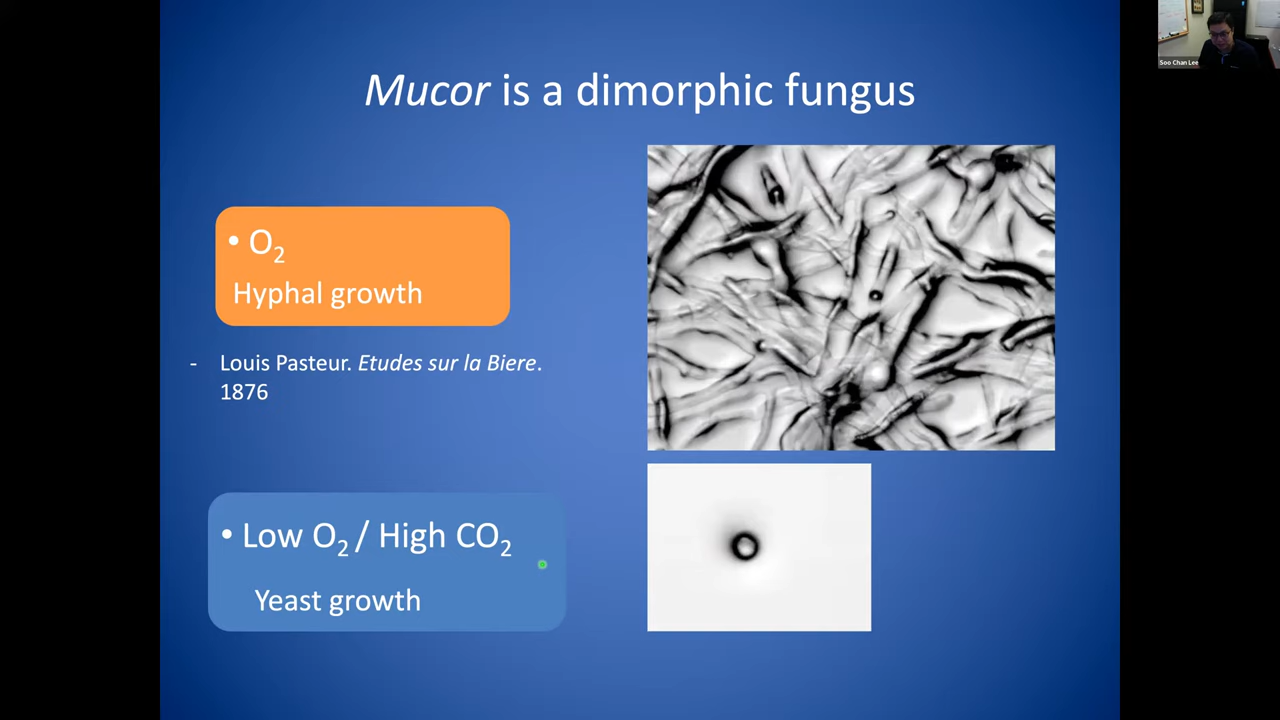 Mucor is a dimorphic fungus
• O₂
Hyphal growth
- Louis Pasteur. Etudes sur la Biere.
1876
• Low O₂ / High CO₂
Yeast growth
Soo Chan Lee